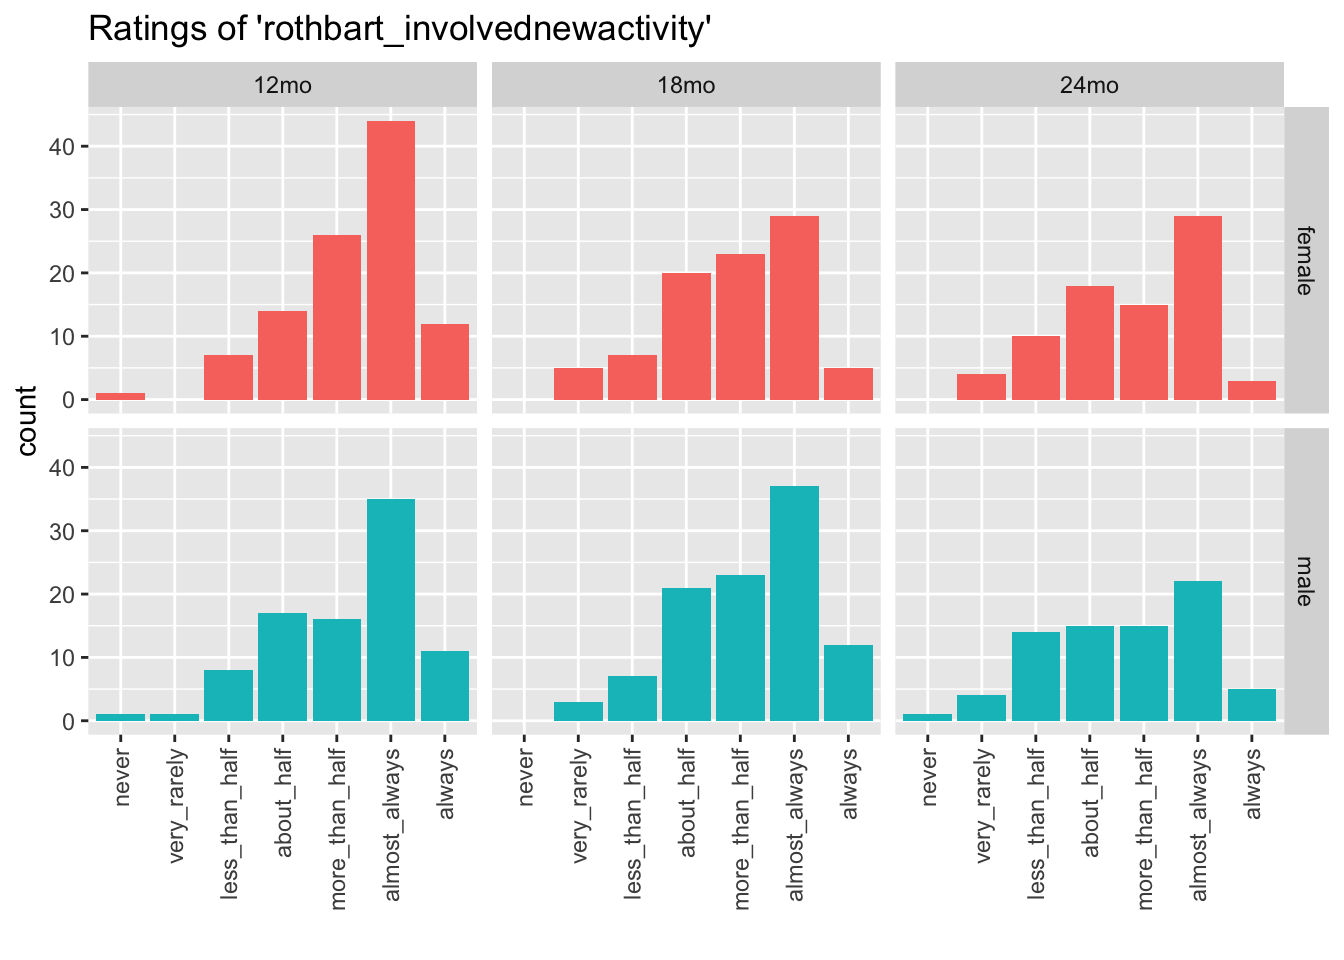 Ratings of 'rothbart_involvednewactivity'
12mo 18mo 24mo
40
30
20
10
0
female
count
40
30
20
10
0
male
never very_rarely less_than_half about_half more_than_half almost_always always never very_rarely less_than_half about_half more_than_half almost_always always never very_rarely less_than_half about_half more_than_half almost_always always